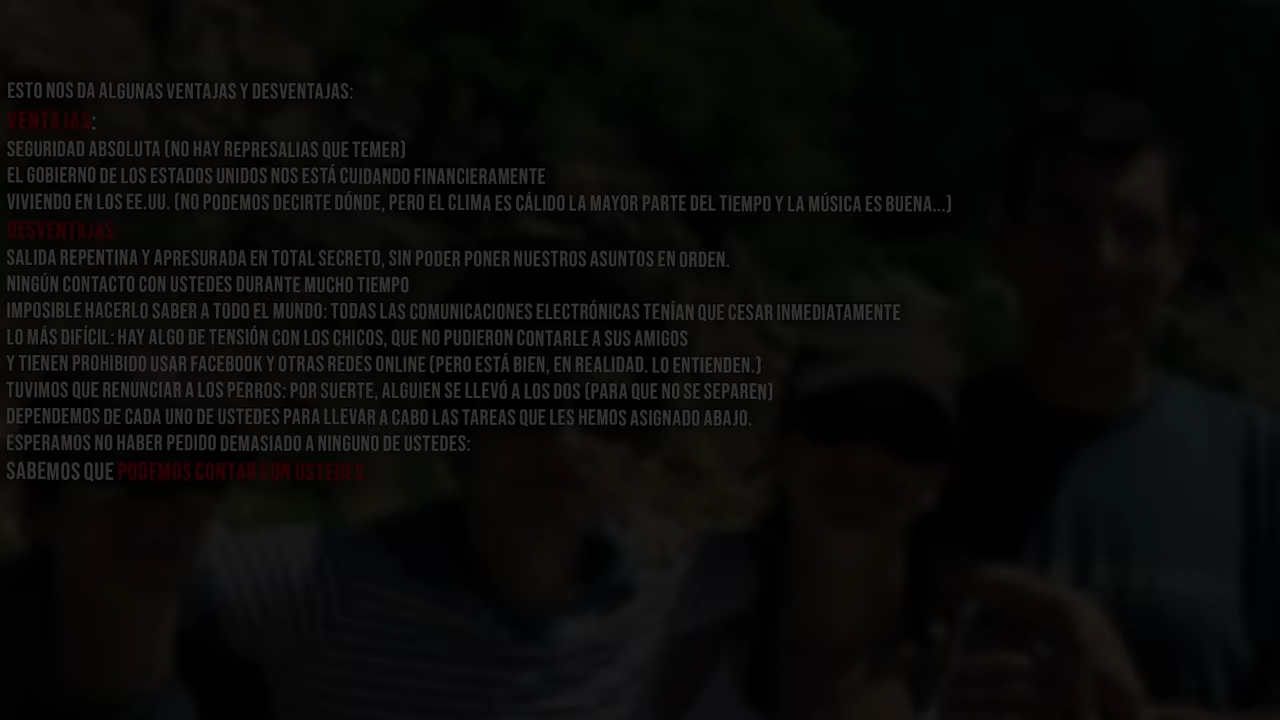 ESTO NOS DA ALGUNAS VENTAJAS Y DESVENTAJAS:
VENTAJAS:
SEGURIDAD ABSOLUTA (NO HAY REPRESALIAS QUE TEMER)
EL GOBIERNO DE LOS ESTADOS UNIDOS NOS ESTÁ CUIDANDO FINANCIERAMENTE
VIVIENDO EN LOS EE.UU. (NO PODEMOS DECIRTE DÓNDE, PERO EL CLIMA ES CÁLIDO LA MAYOR PARTE DEL TIEMPO Y LA MÚSICA ES BUENA...)
DESVENTAJAS:
SALIDA REPENTINA Y APRESURADA EN TOTAL SECRETO, SIN PODER PONER NUESTROS ASUNTOS EN ORDEN.
NINGÚN CONTACTO CON USTEDES DURANTE MUCHO TIEMPO
IMPOSIBLE HACERLO SABER A TODO EL MUNDO: TODAS LAS COMUNICACIONES ELECTRÓNICAS TENÍAN QUE CESAR INMEDIATAMENTE
LO MÁS DIFÍCIL: HAY ALGO DE TENSIÓN CON LOS CHICOS, QUE NO PUDIERON CONTARLE A SUS AMIGOS
Y TIENEN PROHIBIDO USAR FACEBOOK Y OTRAS REDES ONLINE (PERO ESTÁ BIEN, EN REALIDAD. LO ENTIENDEN.)
TUVIMOS QUE RENUNCIAR A LOS PERROS: POR SUERTE, ALGUIEN SE LLEVÓ A LOS DOS (PARA QUE NO SE SEPAREN)
DEPENDEMOS DE CADA UNO DE USTEDES PARA LLEVAR A CABO LAS TAREAS QUE LES HEMOS ASIGNADO ABAJO.
ESPERAMOS NO HABER PEDIDO DEMASIADO A NINGUNO DE USTEDES:
SABEMOS QUE PODEMOS CONTAR CON USTEDES